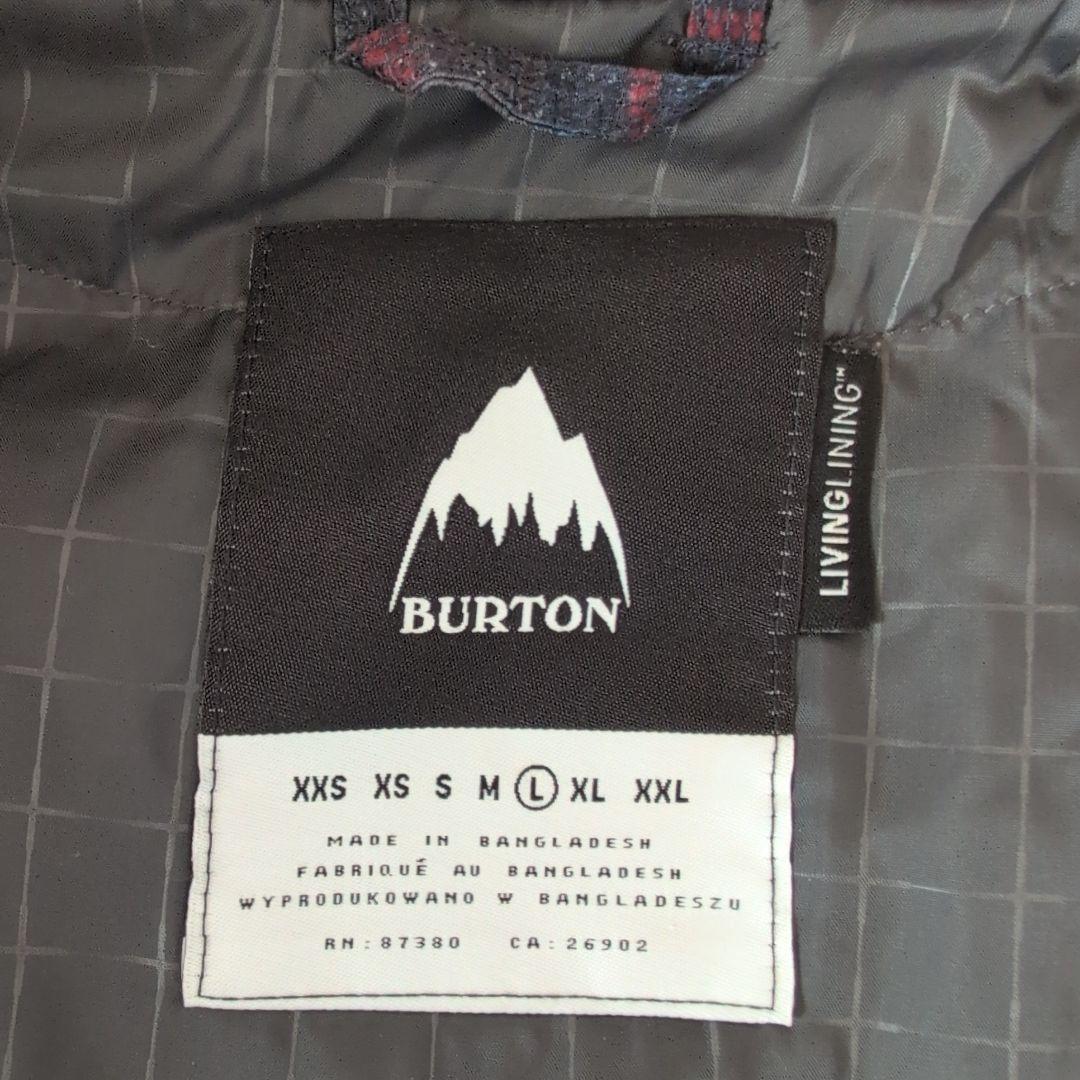 BURTON
LIVINGLINING™
XXS XS S M L XL XXL
MADE IN BANGLADESH
FABRIQUÉ AU BANGLADESH
WYPRODUKOWANO W BANGLADESZU
RN: 87380 CA: 26902